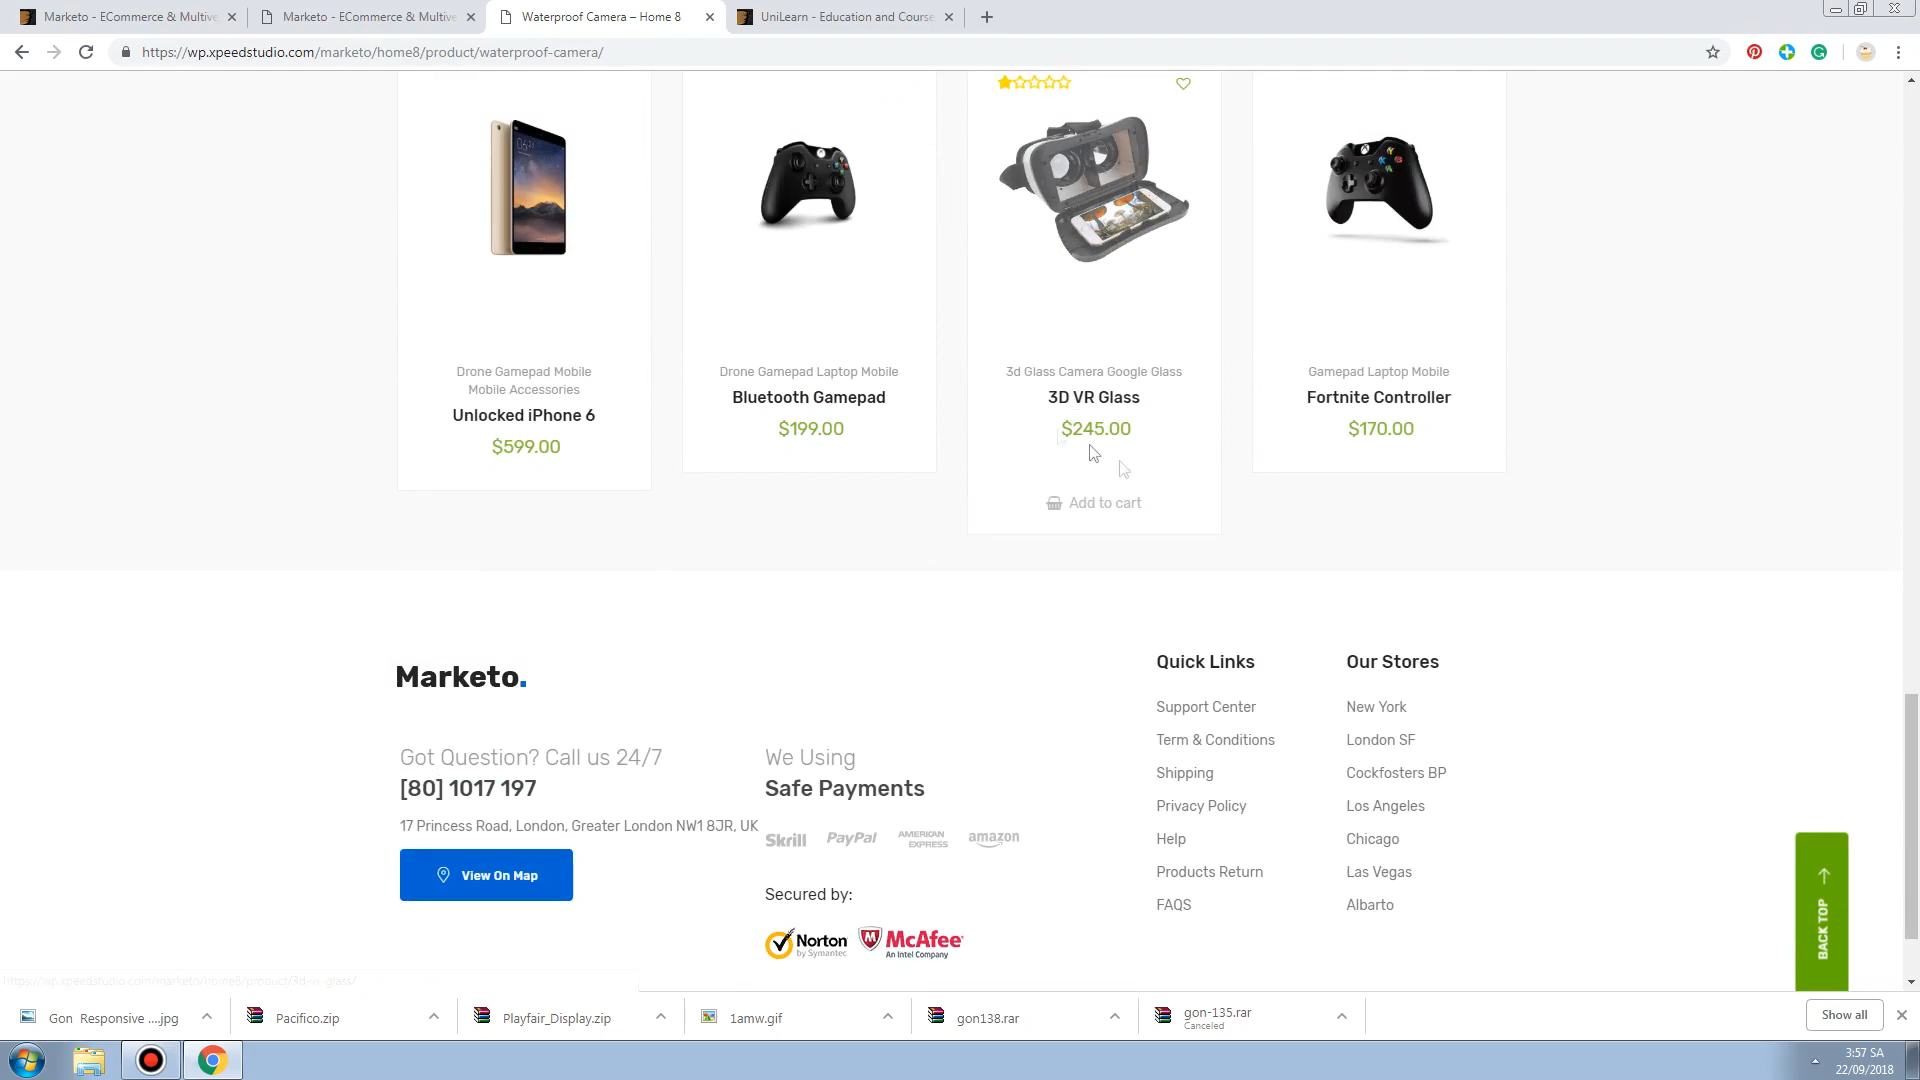 Marketo - ECommerce & Multive
Marketo - ECommerce & Multive
Waterproof Camera – Home 8
UniLearn - Education and Course
https://wp.xpeedstudio.com/marketo/home8/product/waterproof-camera/
Drone Gamepad Mobile
Mobile Accessories
Unlocked iPhone 6
$599.00
Drone Gamepad Laptop Mobile
Bluetooth Gamepad
$199.00
3d Glass Camera Google Glass
3D VR Glass
$245.00
Add to cart
Gamepad Laptop Mobile
Fortnite Controller
$170.00
Marketo.
Got Question? Call us 24/7
[80] 1017 197
17 Princess Road, London, Greater London NW1 8JR, UK
View On Map
We Using
Safe Payments
Skrill PayPal AMERICAN EXPRESS amazon
Secured by:
Norton
by Symantec
McAfee
An Intel Company
Quick Links
Support Center
Term & Conditions
Shipping
Privacy Policy
Help
Products Return
FAQS
Our Stores
New York
London SF
Cockfosters BP
Los Angeles
Chicago
Las Vegas
Albarto
BACK TOP
https://wp.xpeedstudio.com/marketo/home8/product/3d-vr-glass/
Gon Responsive ....jpg
Pacifico.zip
Playfair_Display.zip
1amw.gif
gon138.rar
gon-135.rar
Canceled
Show all
3:57 SA
22/09/2018